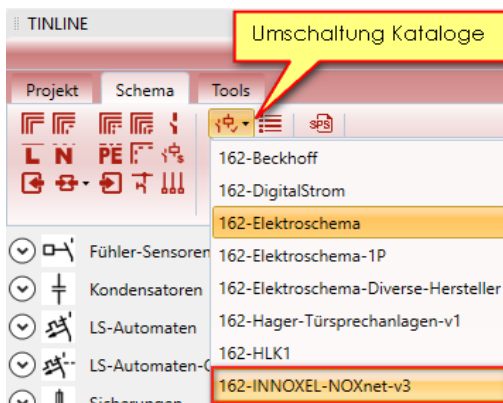 TINLINE
Umschaltung Kataloge
Projekt
Schema
Tools
L N PE
S
SPS
162-Beckhoff
162-DigitalStrom
162-Elektroschema
162-Elektroschema-1P
162-Elektroschema-Diverse-Hersteller
162-Hager-Türsprechanlagen-v1
162-HLK1
162-INNOXEL-NOXnet-v3
Fühler-Sensoren
Kondensatoren
LS-Automaten
LS-Automaten-
Sicherungen